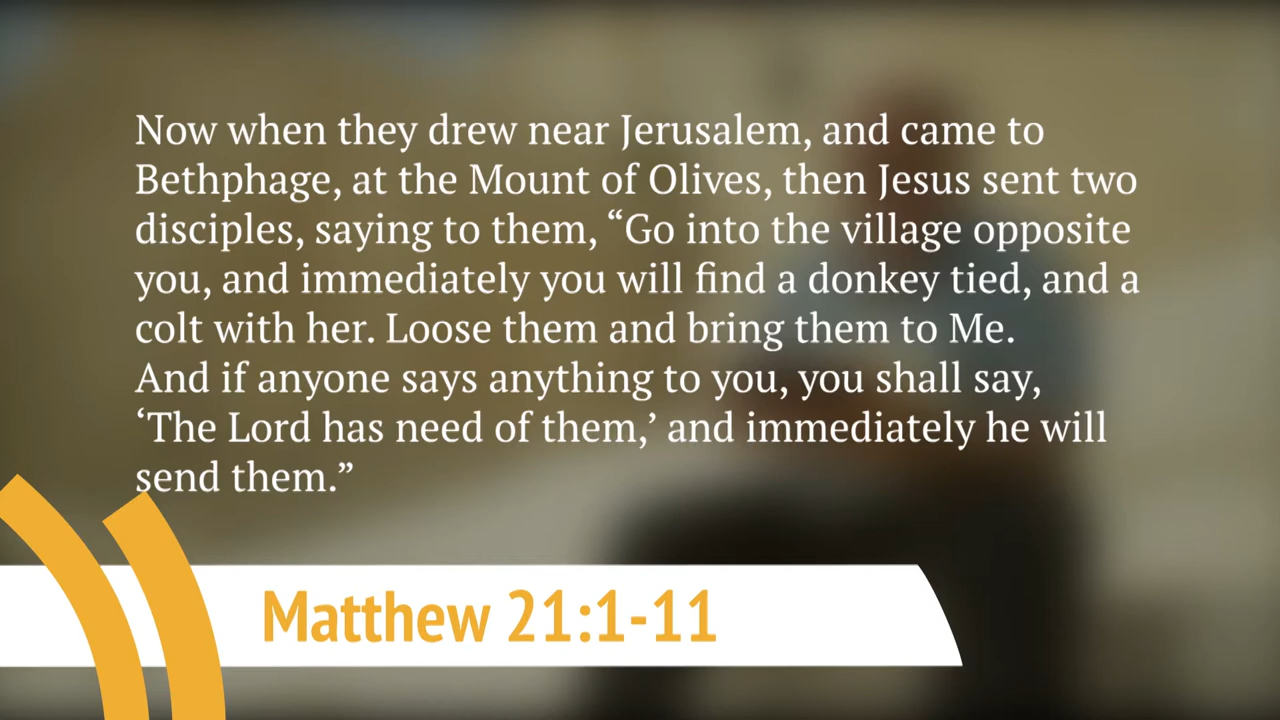 Now when they drew near Jerusalem, and came to
Bethphage, at the Mount of Olives, then Jesus sent two
disciples, saying to them, “Go into the village opposite
you, and immediately you will find a donkey tied, and a
colt with her. Loose them and bring them to Me.
And if anyone says anything to you, you shall say,
‘The Lord has need of them,’ and immediately he will
send them.”
Matthew 21:1-11